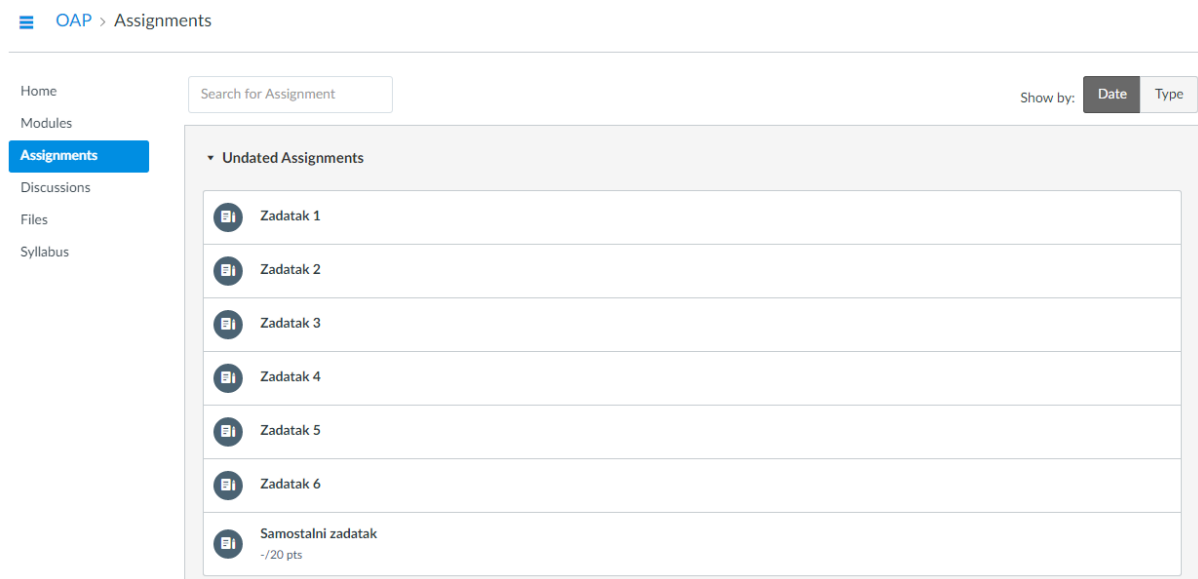 OAP > Assignments
Home
Modules
Assignments
Discussions
Files
Syllabus
Search for Assignment
Show by: Date Type
Undated Assignments
Zadatak 1
Zadatak 2
Zadatak 3
Zadatak 4
Zadatak 5
Zadatak 6
Samostalni zadatak
-/20 pts